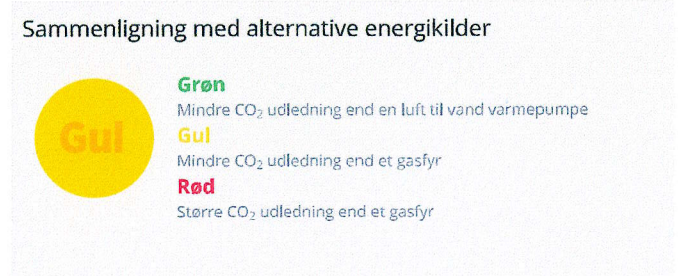 Sammenligning med alternative energikilder
Gul
Grøn
Mindre CO₂ udledning end en luft til vand varmepumpe
Gul
Mindre CO₂ udledning end et gasfyr
Rød
Større CO₂ udledning end et gasfyr